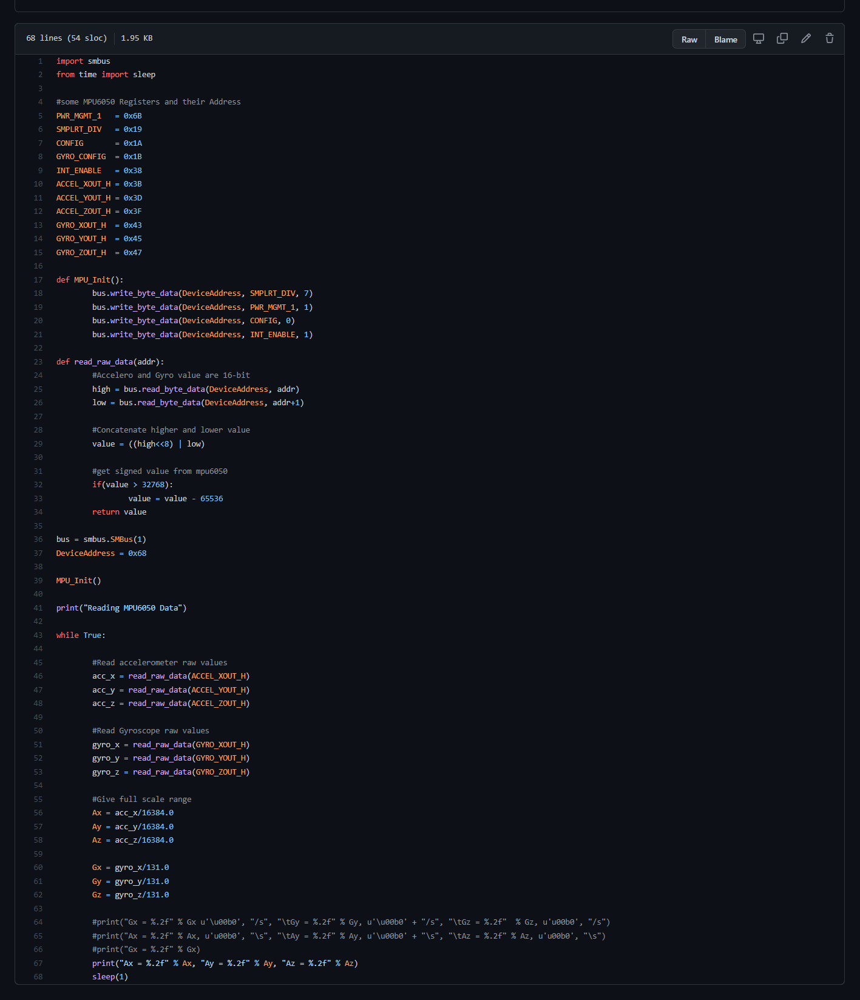 68 lines (54 sloc) 1.95 KB Raw Blame
1 import smbus
2 from time import sleep
3
4 #some MPU6050 Registers and their Address
5 PWR_MGMT_1   = 0x6B
6 SMPLRT_DIV   = 0x19
7 CONFIG       = 0x1A
8 GYRO_CONFIG  = 0x1B
9 INT_ENABLE   = 0x38
10 ACCEL_XOUT_H = 0x3B
11 ACCEL_YOUT_H = 0x3D
12 ACCEL_ZOUT_H = 0x3F
13 GYRO_XOUT_H  = 0x43
14 GYRO_YOUT_H  = 0x45
15 GYRO_ZOUT_H  = 0x47
16
17 def MPU_Init():
18         bus.write_byte_data(DeviceAddress, SMPLRT_DIV, 7)
19         bus.write_byte_data(DeviceAddress, PWR_MGMT_1, 1)
20         bus.write_byte_data(DeviceAddress, CONFIG, 0)
21         bus.write_byte_data(DeviceAddress, INT_ENABLE, 1)
22
23 def read_raw_data(addr):
24         #Accelero and Gyro value are 16-bit
25         high = bus.read_byte_data(DeviceAddress, addr)
26         low = bus.read_byte_data(DeviceAddress, addr+1)
27
28         #Concatenate higher and lower value
29         value = ((high<<8) | low)
30
31         #get signed value from mpu6050
32         if(value > 32768):
33                 value = value - 65536
34         return value
35
36 bus = smbus.SMBus(1)
37 DeviceAddress = 0x68
38
39 MPU_Init()
40
41 print("Reading MPU6050 Data")
42
43 while True:
44
45         #Read accelerometer raw values
46         acc_x = read_raw_data(ACCEL_XOUT_H)
47         acc_y = read_raw_data(ACCEL_YOUT_H)
48         acc_z = read_raw_data(ACCEL_ZOUT_H)
49
50         #Read Gyroscope raw values
51         gyro_x = read_raw_data(GYRO_XOUT_H)
52         gyro_y = read_raw_data(GYRO_YOUT_H)
53         gyro_z = read_raw_data(GYRO_ZOUT_H)
54
55         #Give full scale range
56         Ax = acc_x/16384.0
57         Ay = acc_y/16384.0
58         Az = acc_z/16384.0
59
60         Gx = gyro_x/131.0
61         Gy = gyro_y/131.0
62         Gz = gyro_z/131.0
63
64         #print("Gx = %.2f" % Gx u'\u00b0', "/s", "\tGy = %.2f" % Gy, u'\u00b0' + "/s", "\tGz = %.2f"  % Gz, u'u00b0', "/s")
65         #print("Ax = %.2f" % Ax, u'u00b0', "\s", "\tAy = %.2f" % Ay, u'\u00b0' + "\s", "\tAz = %.2f" % Az, u'u00b0', "\s")
66         #print("Gx = %.2f" % Gx)
67         print("Ax = %.2f" % Ax, "Ay = %.2f" % Ay, "Az = %.2f" % Az)
68         sleep(1)